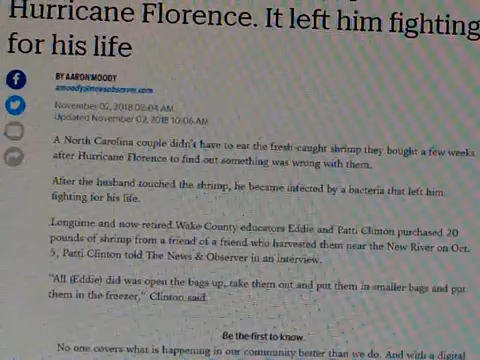 Hurricane Florence. It left him fighting
for his life
BY AARON MOODY
amoody@newsobserver.com
November 02, 2018 08:04 AM
Updated November 02, 2018 10:06 AM
A North Carolina couple didn't have to eat the fresh-caught shrimp they bought a few weeks
after Hurricane Florence to find out something was wrong with them.
After the husband touched the shrimp, he became infected by a bacteria that left him
fighting for his life.
Longtime and now-retired Wake County educators Eddie and Patti Clinton purchased 20
pounds of shrimp from a friend of a friend who harvested them near the New River on Oct.
5, Patti Clinton told The News & Observer in an interview.
"All (Eddie) did was open the bags up, take them out and put them in smaller bags and put
them in the freezer," Clinton said.
Be the first to know.
No one covers what is happening in our community better than we do. And with a digital